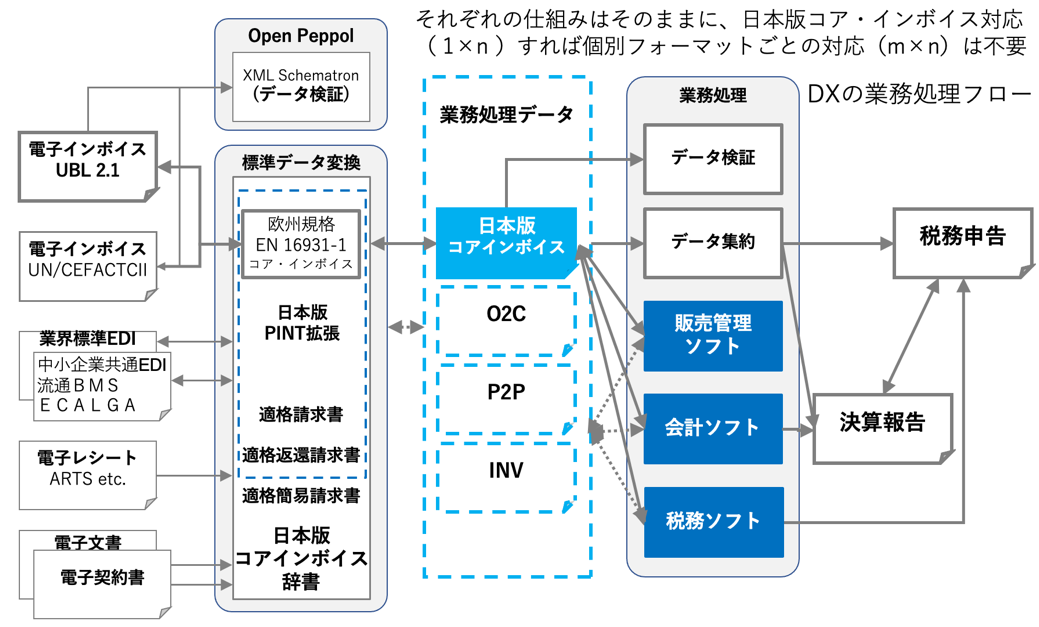 それぞれの仕組みはそのままに、日本版コア・インボイス対応
（１×ｎ）すれば個別フォーマットごとの対応（m×n）は不要
DXの業務処理フロー
Open Peppol
XML Schematron
（データ検証）
電子インボイス
UBL 2.1
電子インボイス
UN/CEFACTCII
業界標準EDI
中小企業共通EDI
流通ＢＭＳ
ＥＣＡＬＧＡ
電子レシート
ARTS etc.
電子文書
電子契約書
標準データ変換
欧州規格
EN 16931-1
コア・インボイス
日本版
PINT拡張
適格請求書
適格返還請求書
適格簡易請求書
日本版
コアインボイス
辞書
業務処理データ
日本版
コアインボイス
O2C
P2P
INV
業務処理
データ検証
データ集約
販売管理
ソフト
会計ソフト
税務ソフト
税務申告
決算報告